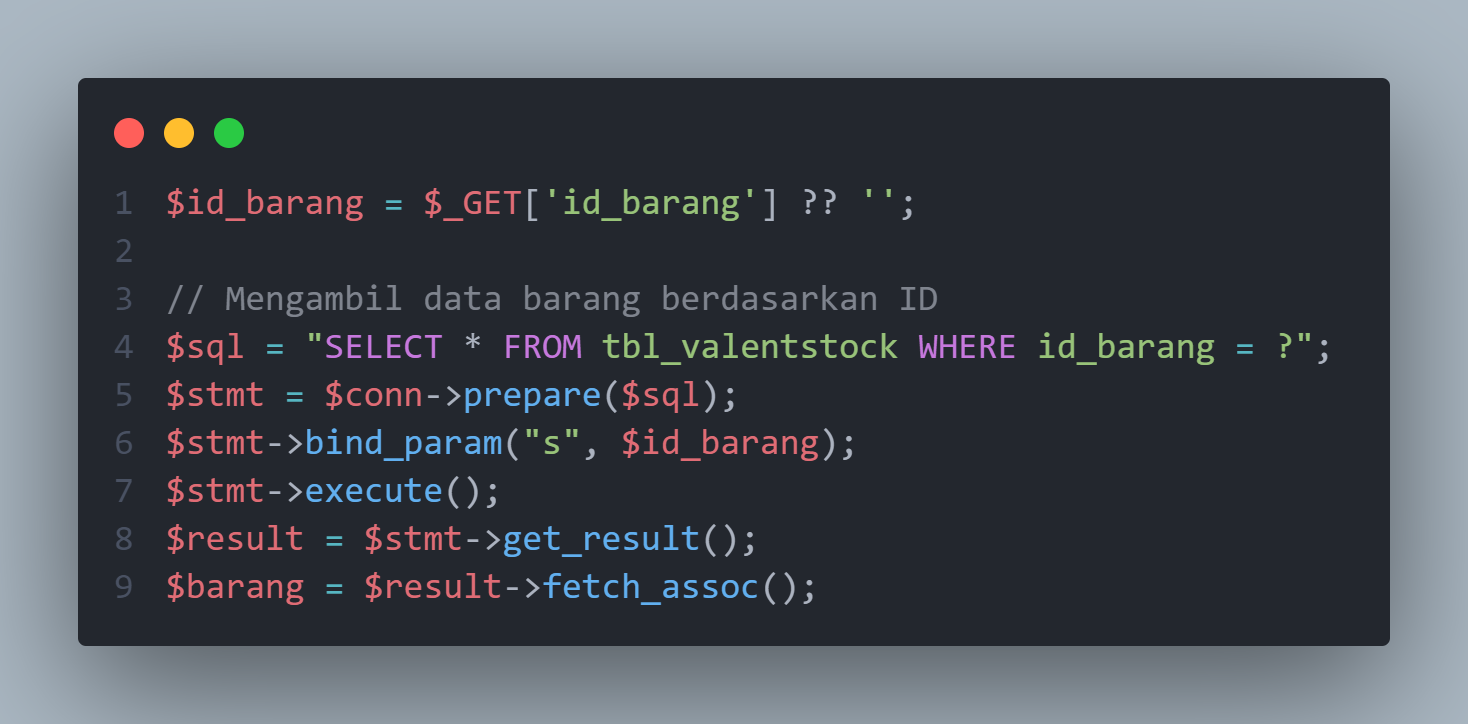 1 $id_barang = $_GET['id_barang'] ?? '';
2
3 // Mengambil data barang berdasarkan ID
4 $sql = "SELECT * FROM tbl_valentstock WHERE id_barang = ?";
5 $stmt = $conn->prepare($sql);
6 $stmt->bind_param("s", $id_barang);
7 $stmt->execute();
8 $result = $stmt->get_result();
9 $barang = $result->fetch_assoc();